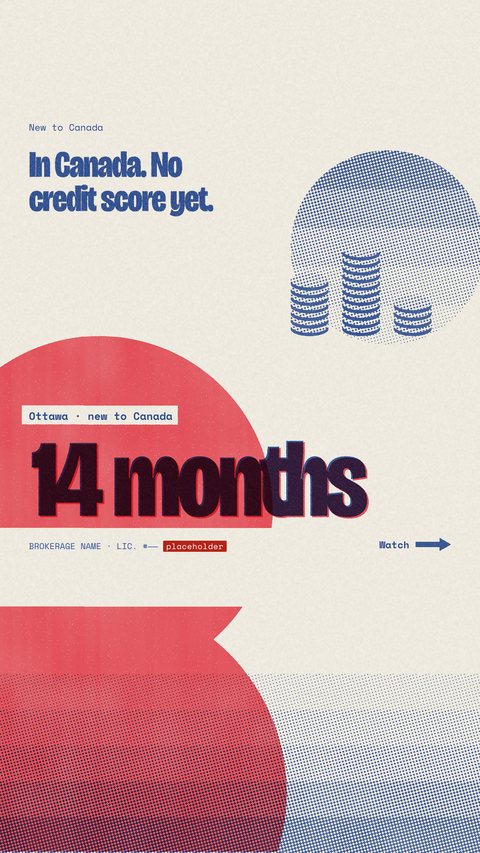 New to Canada
In Canada. No
credit score yet.
Ottawa · new to Canada
14 months
BROKERAGE NAME · LIC. #—— placeholder
Watch